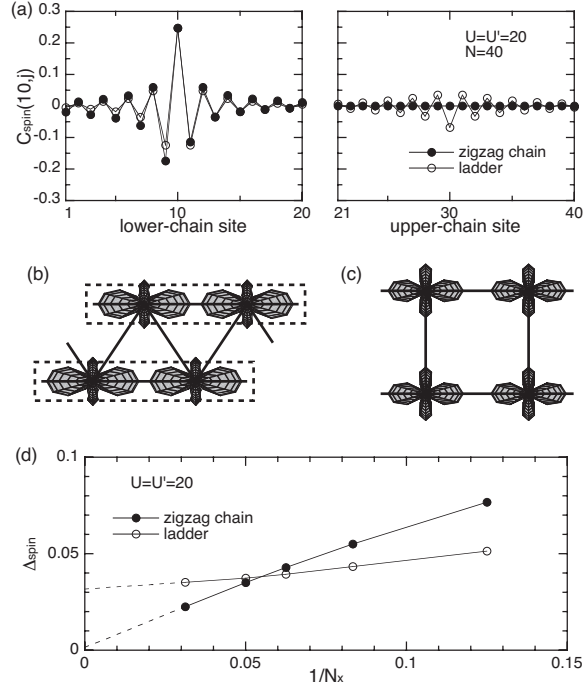 (a)
0.3
0.2
0.1
0
-0.1
-0.2
-0.3
C_spin(10,j)
1 10 20
lower-chain site
U=U'=20
N=40
zigzag chain
ladder
21 30 40
upper-chain site
(b)
(c)
(d)
0.1
0.05
0
Δ_spin
U=U'=20
zigzag chain
ladder
0 0.05 0.1 0.15
1/N_x